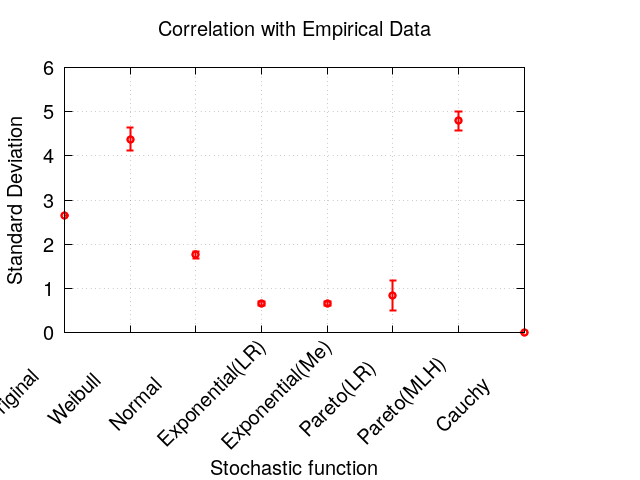 Correlation with Empirical Data
Standard Deviation
6
5
4
3
2
1
0
riginal
Weibull
Normal
Exponential(LR)
Exponential(Me)
Pareto(LR)
Pareto(MLH)
Cauchy
Stochastic function